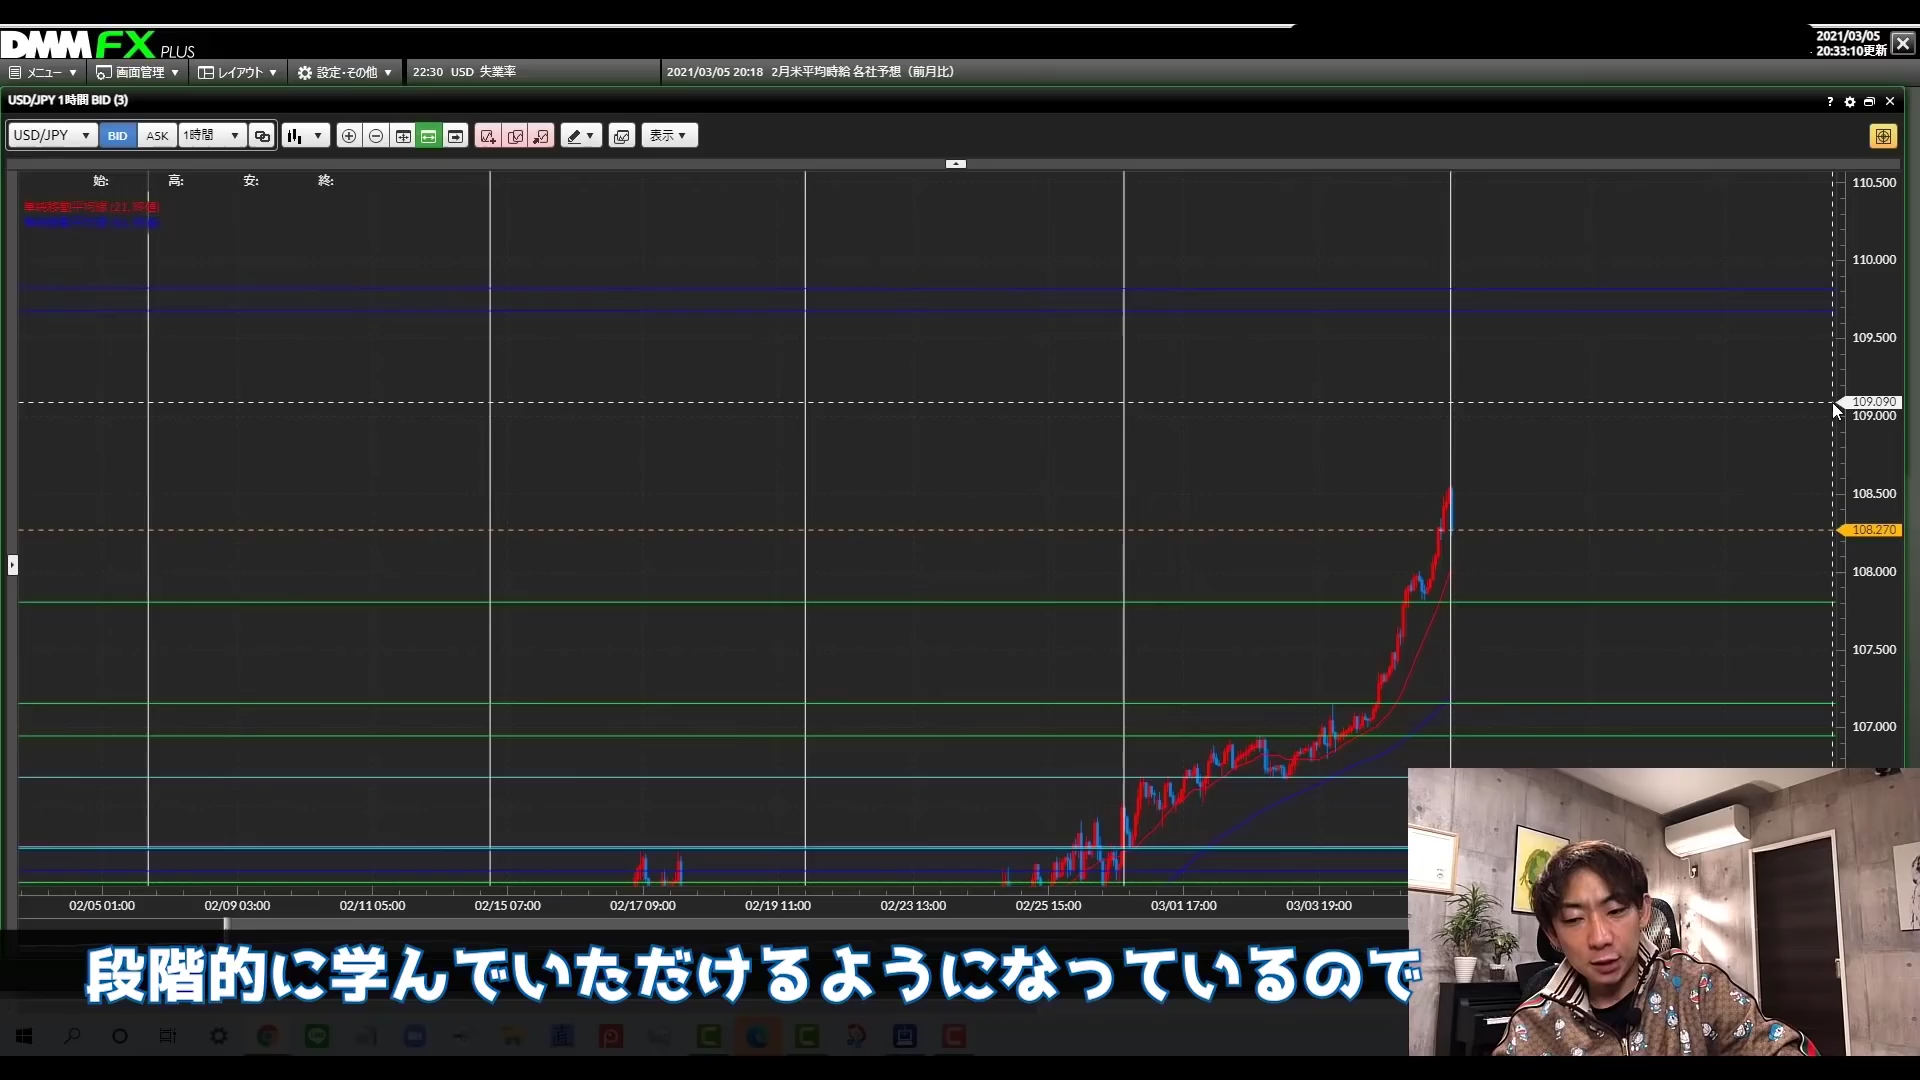 DMM FX PLUS
2021/03/05
20:33:10更新
メニュー
画面管理
レイアウト
設定・その他
22:30 USD 失業率
2021/03/05 20:18 2月米平均時給 各社予想（前月比）
USD/JPY 1時間 BID (3)
?
USD/JPY
BID
ASK
1時間
表示
始:
高:
安:
終:
110.500
110.000
109.500
109.090
109.000
108.500
108.270
108.000
107.500
107.000
02/05 01:00
02/09 03:00
02/11 05:00
02/15 07:00
02/17 09:00
02/19 11:00
02/23 13:00
02/25 15:00
03/01 17:00
03/03 19:00
段階的に学んでいただけるようになっているので